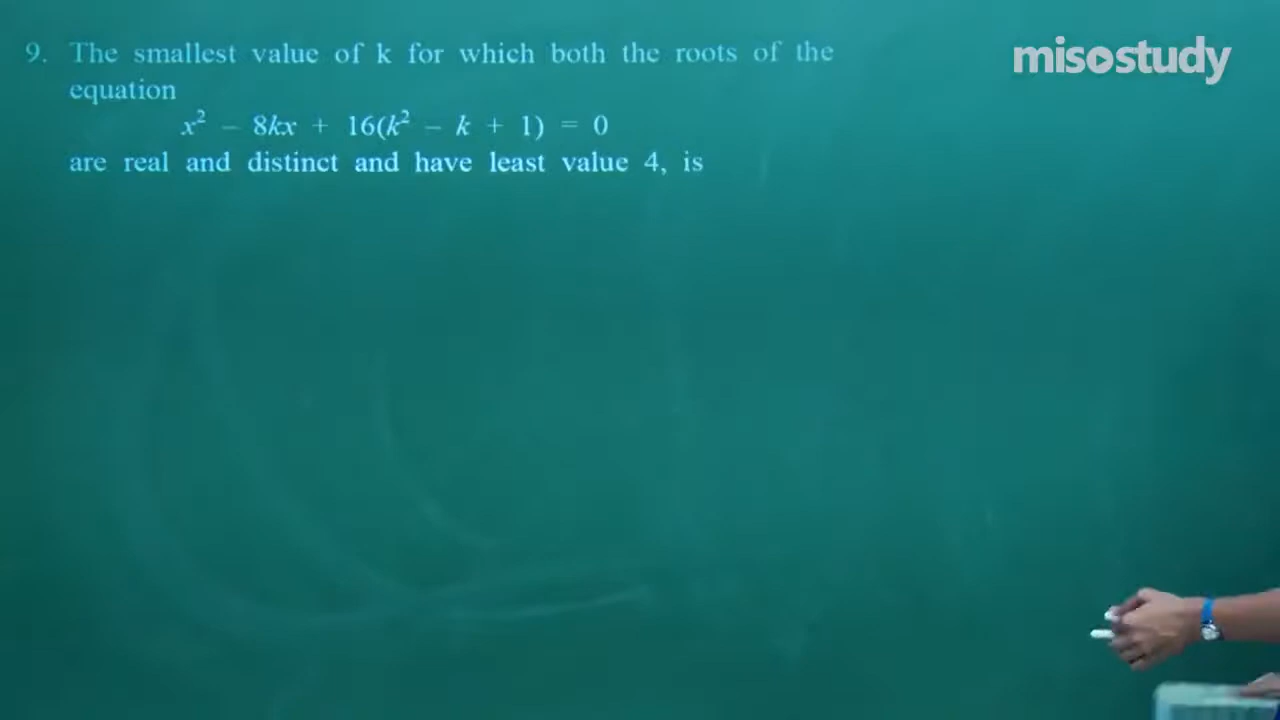 misostudy
9. The smallest value of k for which both the roots of the
equation
x² – 8kx + 16(k² – k + 1) = 0
are real and distinct and have least value 4, is